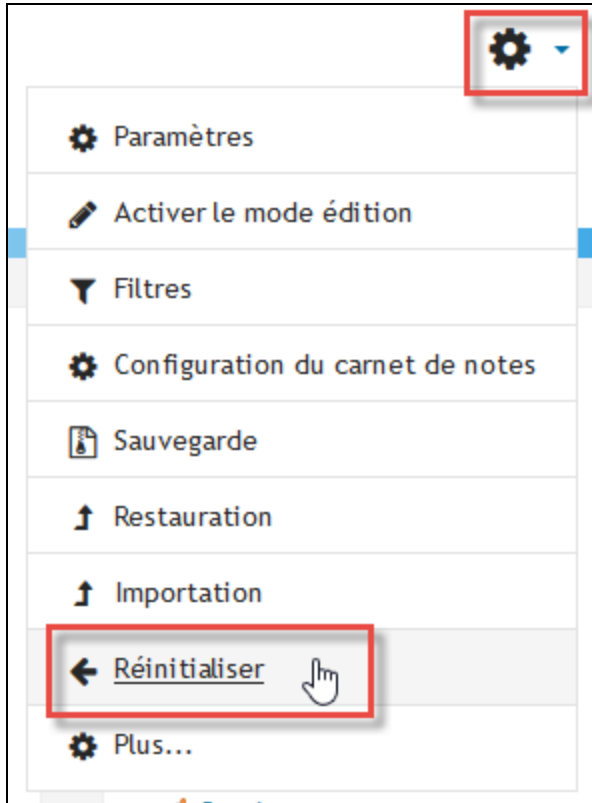 Paramètres
Activer le mode édition
Filtres
Configuration du carnet de notes
Sauvegarde
Restauration
Importation
Réinitialiser
Plus...